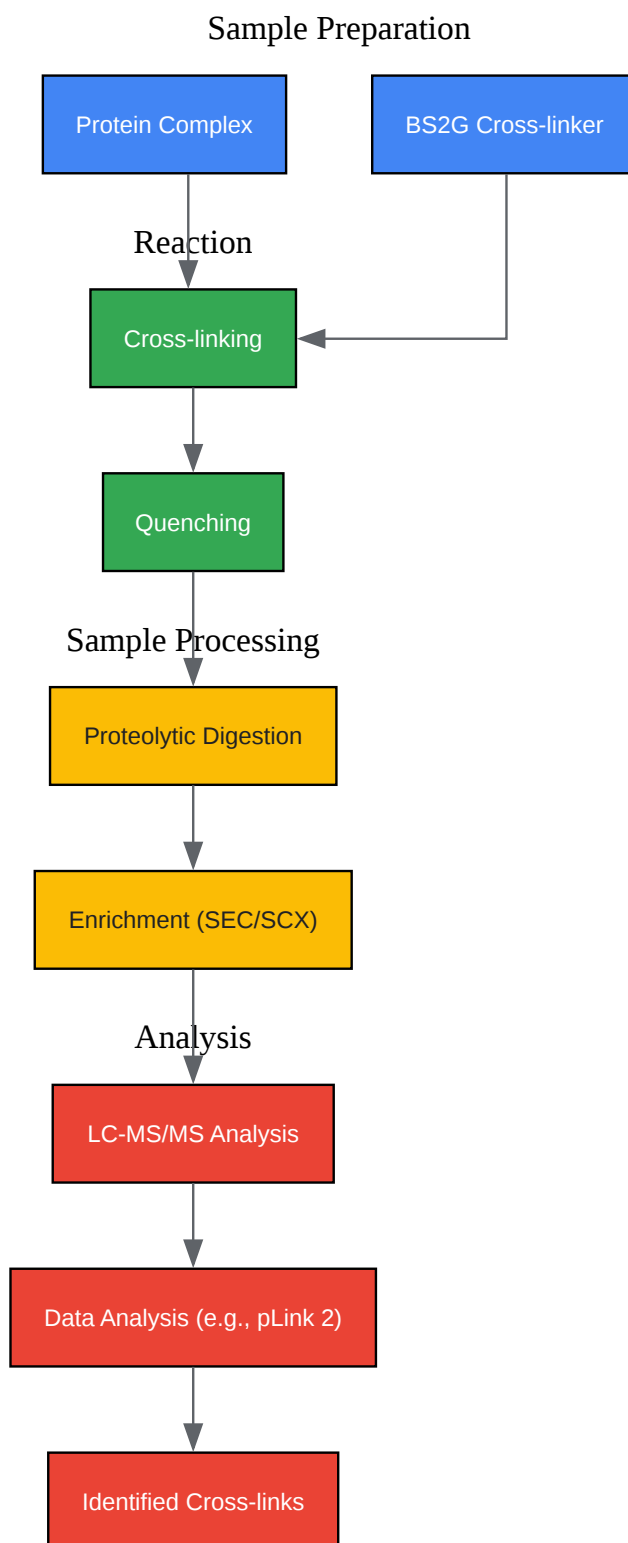 Sample Preparation
Protein Complex
BS2G Cross-linker
Reaction
Cross-linking
Quenching
Sample Processing
Proteolytic Digestion
Enrichment (SEC/SCX)
Analysis
LC-MS/MS Analysis
Data Analysis (e.g., pLink 2)
Identified Cross-links